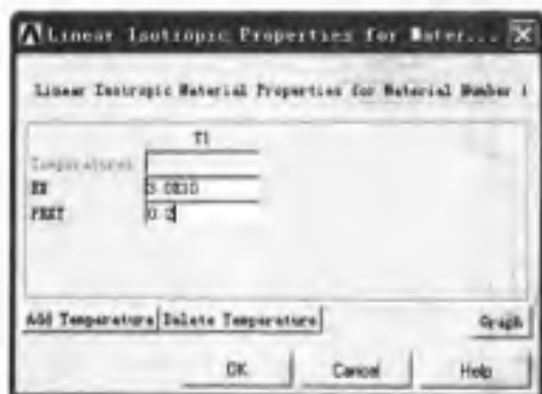 Linear Isotropic Properties for Mater...
Linear Isotropic Material Properties for Material Number 1
T1
Temperatures
EX 3.0E10
PRXY 0.2
Add Temperature Delete Temperature Graph
OK Cancel Help